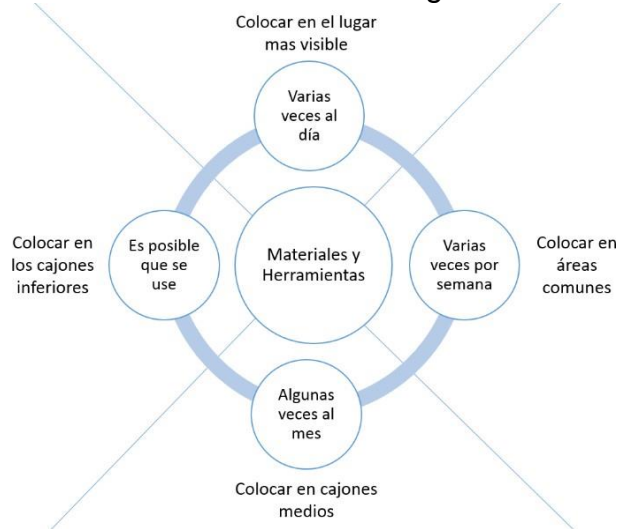 Colocar en el lugar
mas visible
Varias
veces al
día
Colocar en
los cajones
inferiores
Es posible
que se
use
Materiales y
Herramientas
Varias
veces por
semana
Colocar en
áreas
comunes
Algunas
veces al
mes
Colocar en cajones
medios